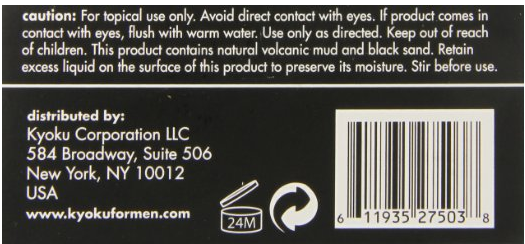 caution: For topical use only. Avoid direct contact with eyes. If product comes in
contact with eyes, flush with warm water. Use only as directed. Keep out of reach
of children. This product contains natural volcanic mud and black sand. Retain
excess liquid on the surface of this product to preserve its moisture. Stir before use.
distributed by:
Kyoku Corporation LLC
584 Broadway, Suite 506
New York, NY 10012
USA
www.kyokuformen.com
24M
6 11935 27503 8